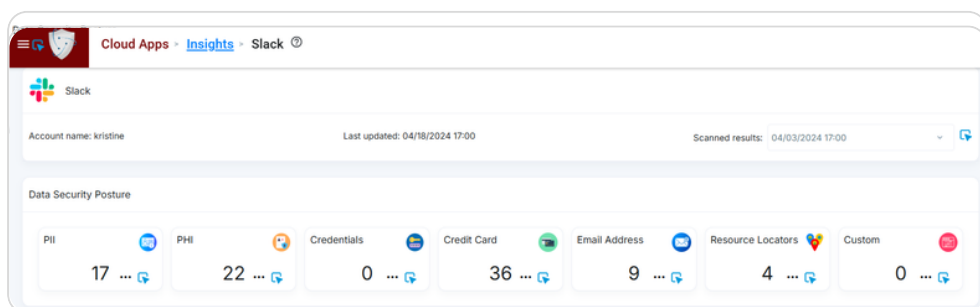 Cloud Apps > Insights > Slack ?
Slack
Account name: kristine Last updated: 04/18/2024 17:00 Scanned results: 04/03/2024 17:00
Data Security Posture
PII PHI Credentials Credit Card Email Address Resource Locators Custom
17 ... 22 ... 0 ... 36 ... 9 ... 4 ... 0 ...